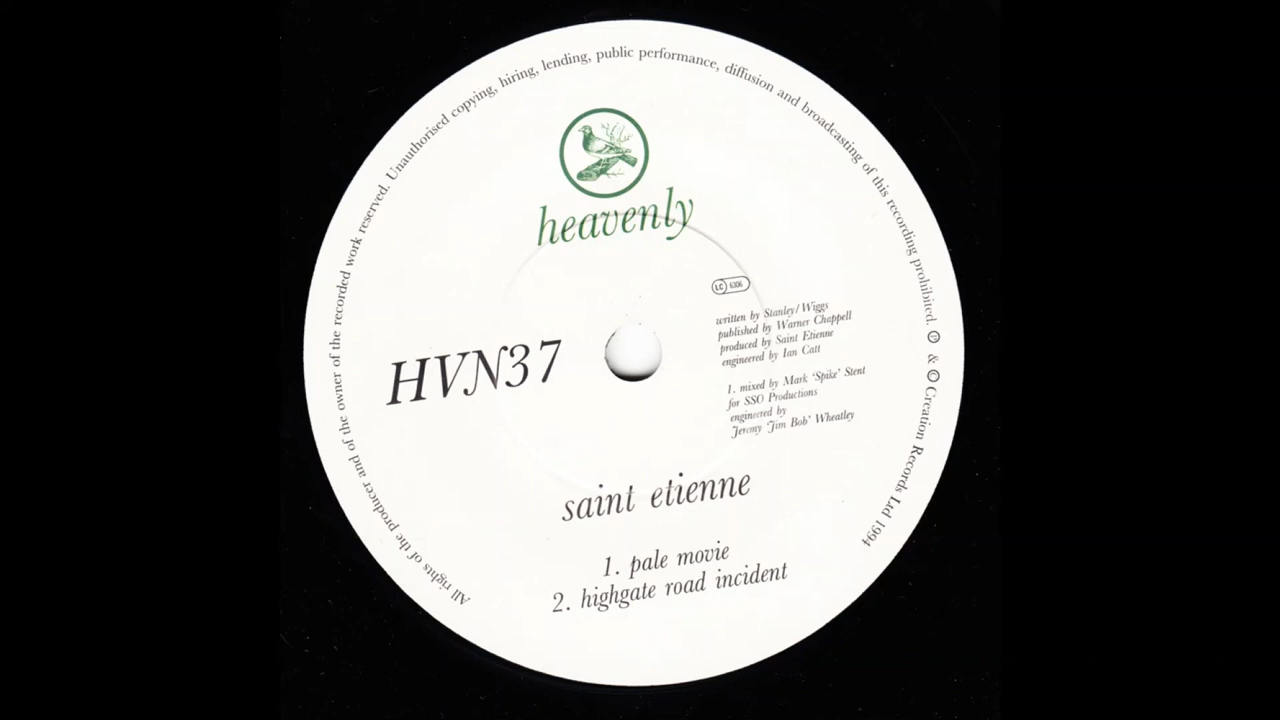 All rights of the producer and of the owner of the recorded work reserved. Unauthorised copying, hiring, lending, public performance, diffusion and broadcasting of this recording prohibited. ℗ & © Creation Records Ltd 1994
heavenly
LC 6306
written by Stanley/Wiggs
published by Warner Chappell
produced by Saint Etienne
engineered by Ian Catt
HVN37
1. mixed by Mark 'Spike' Stent
for SSO Productions
engineered by
Jeremy 'Jim Bob' Wheatley
saint etienne
1. pale movie
2. highgate road incident